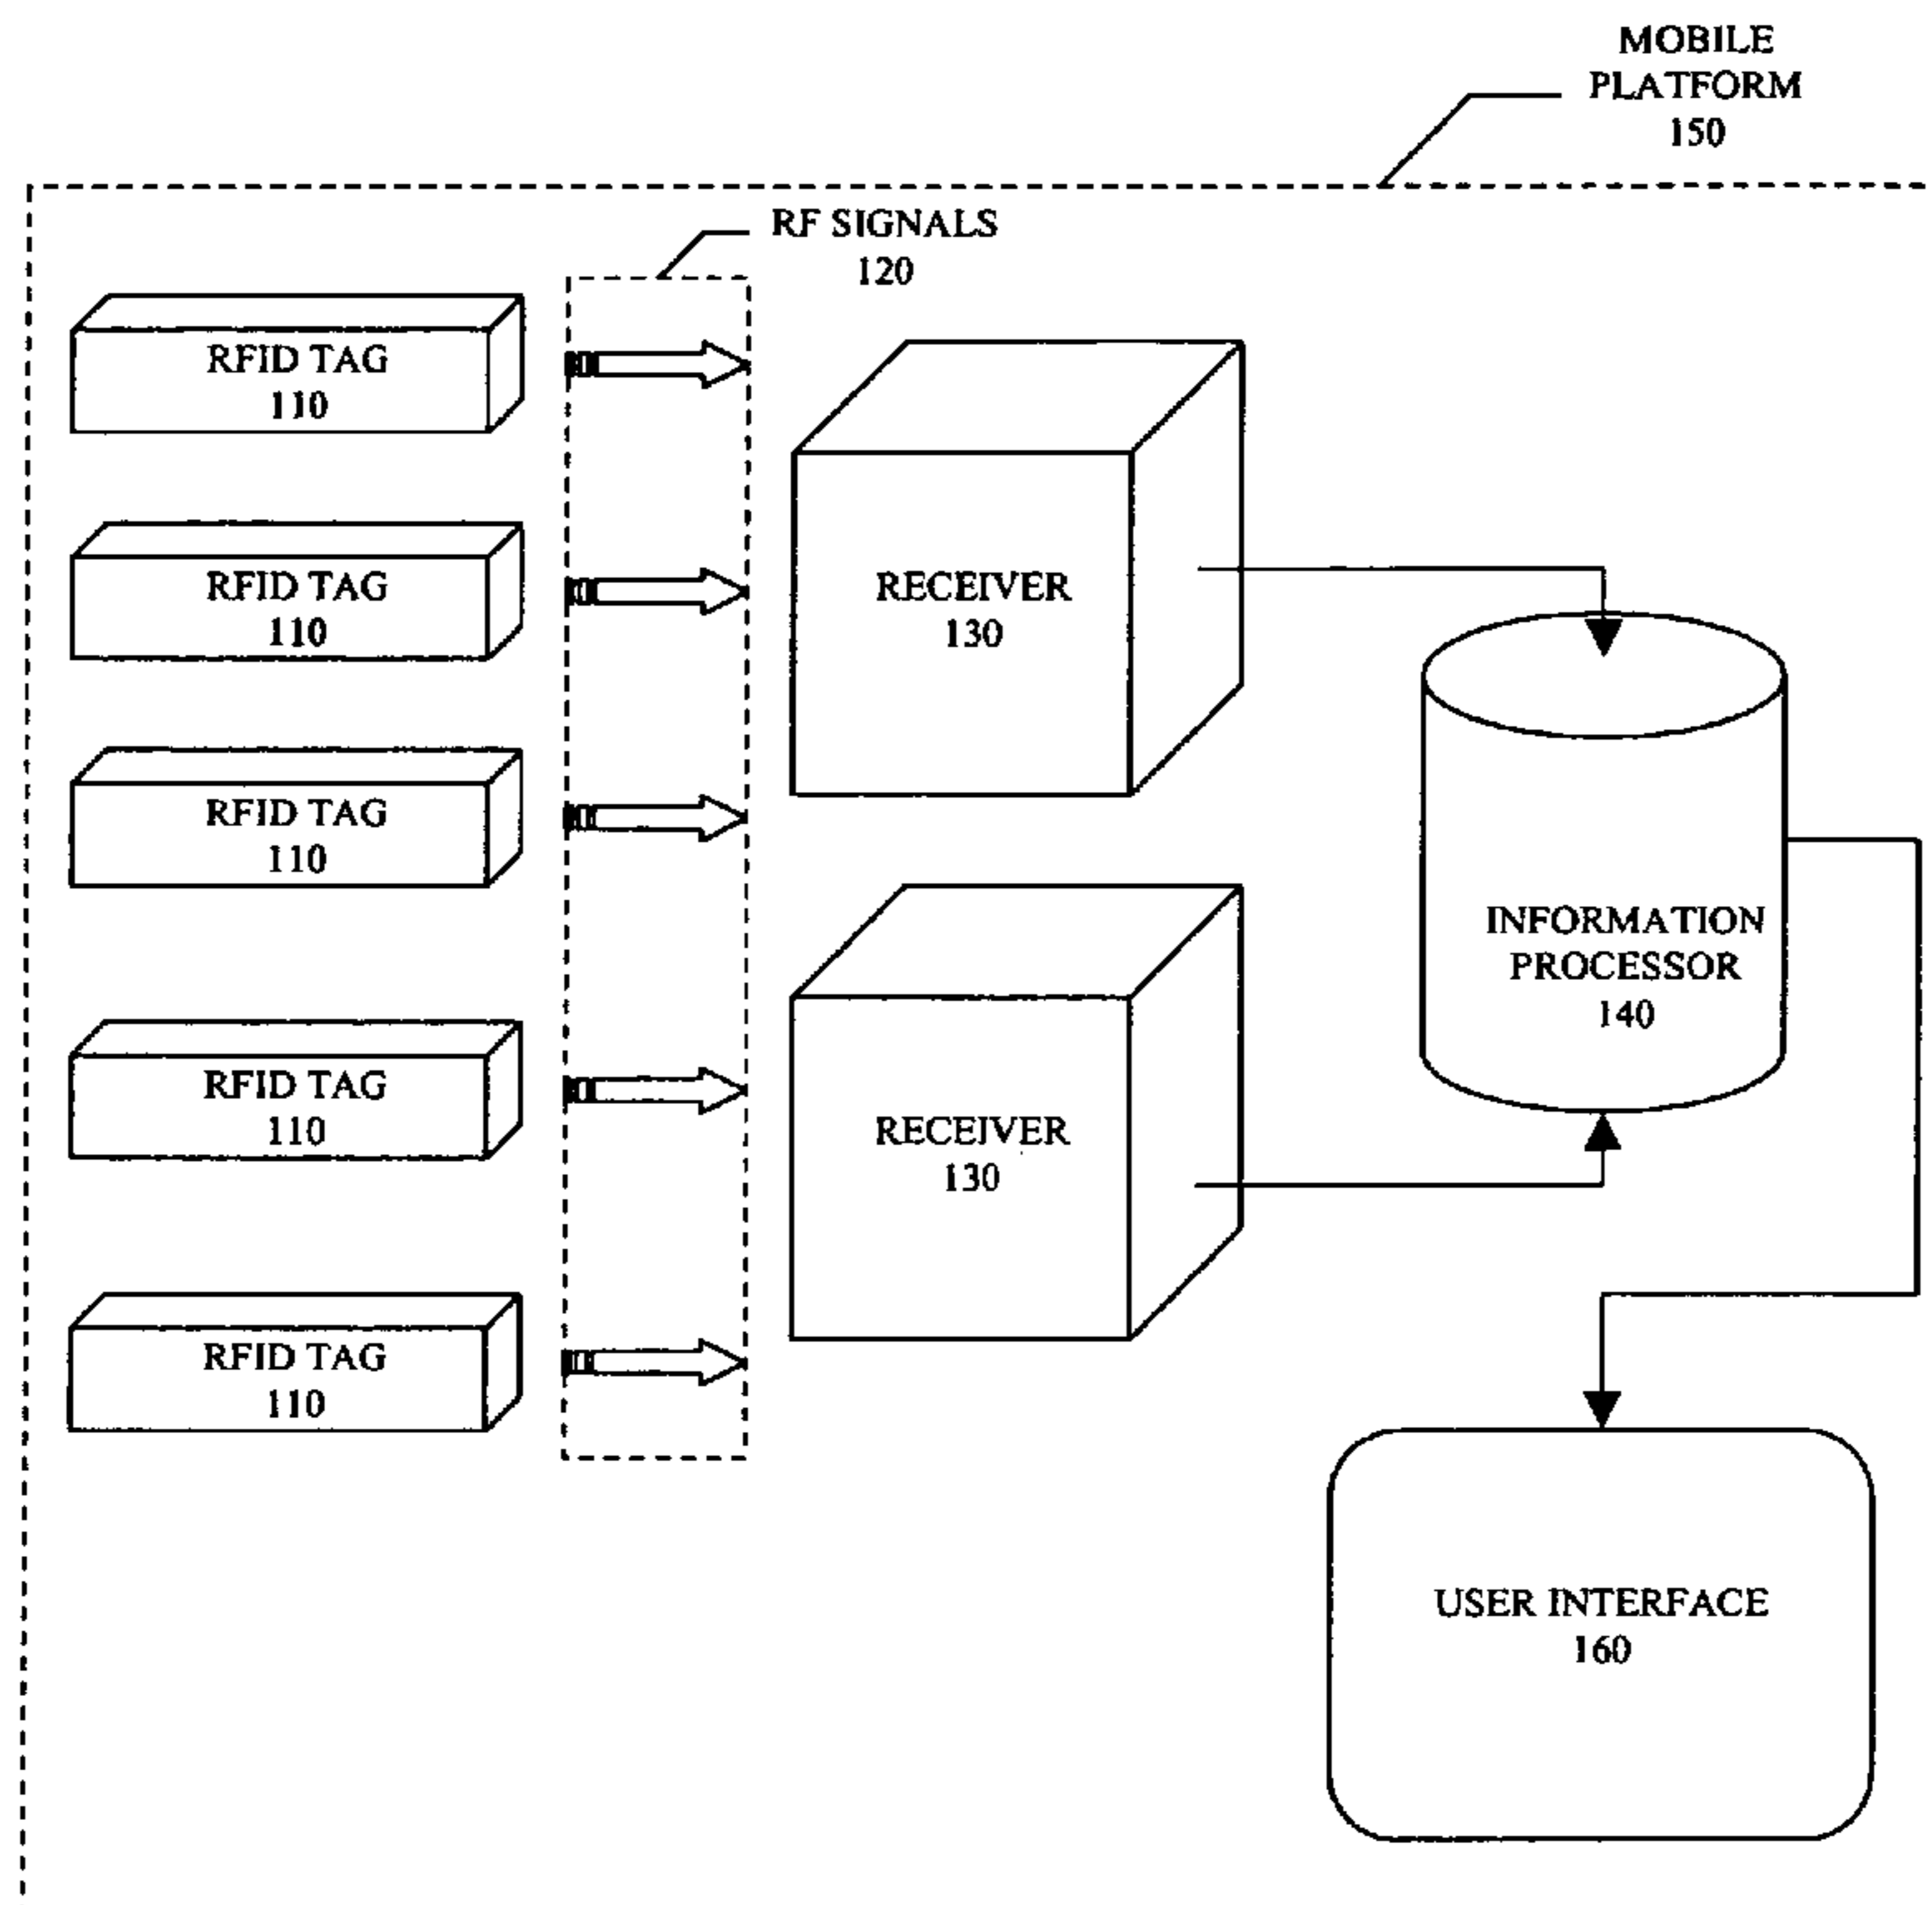 MOBILE
PLATFORM
150
RF SIGNALS
120
RFID TAG
110
RFID TAG
110
RECEIVER
130
RFID TAG
110
INFORMATION
PROCESSOR
140
RFID TAG
110
RECEIVER
130
RFID TAG
110
USER INTERFACE
160